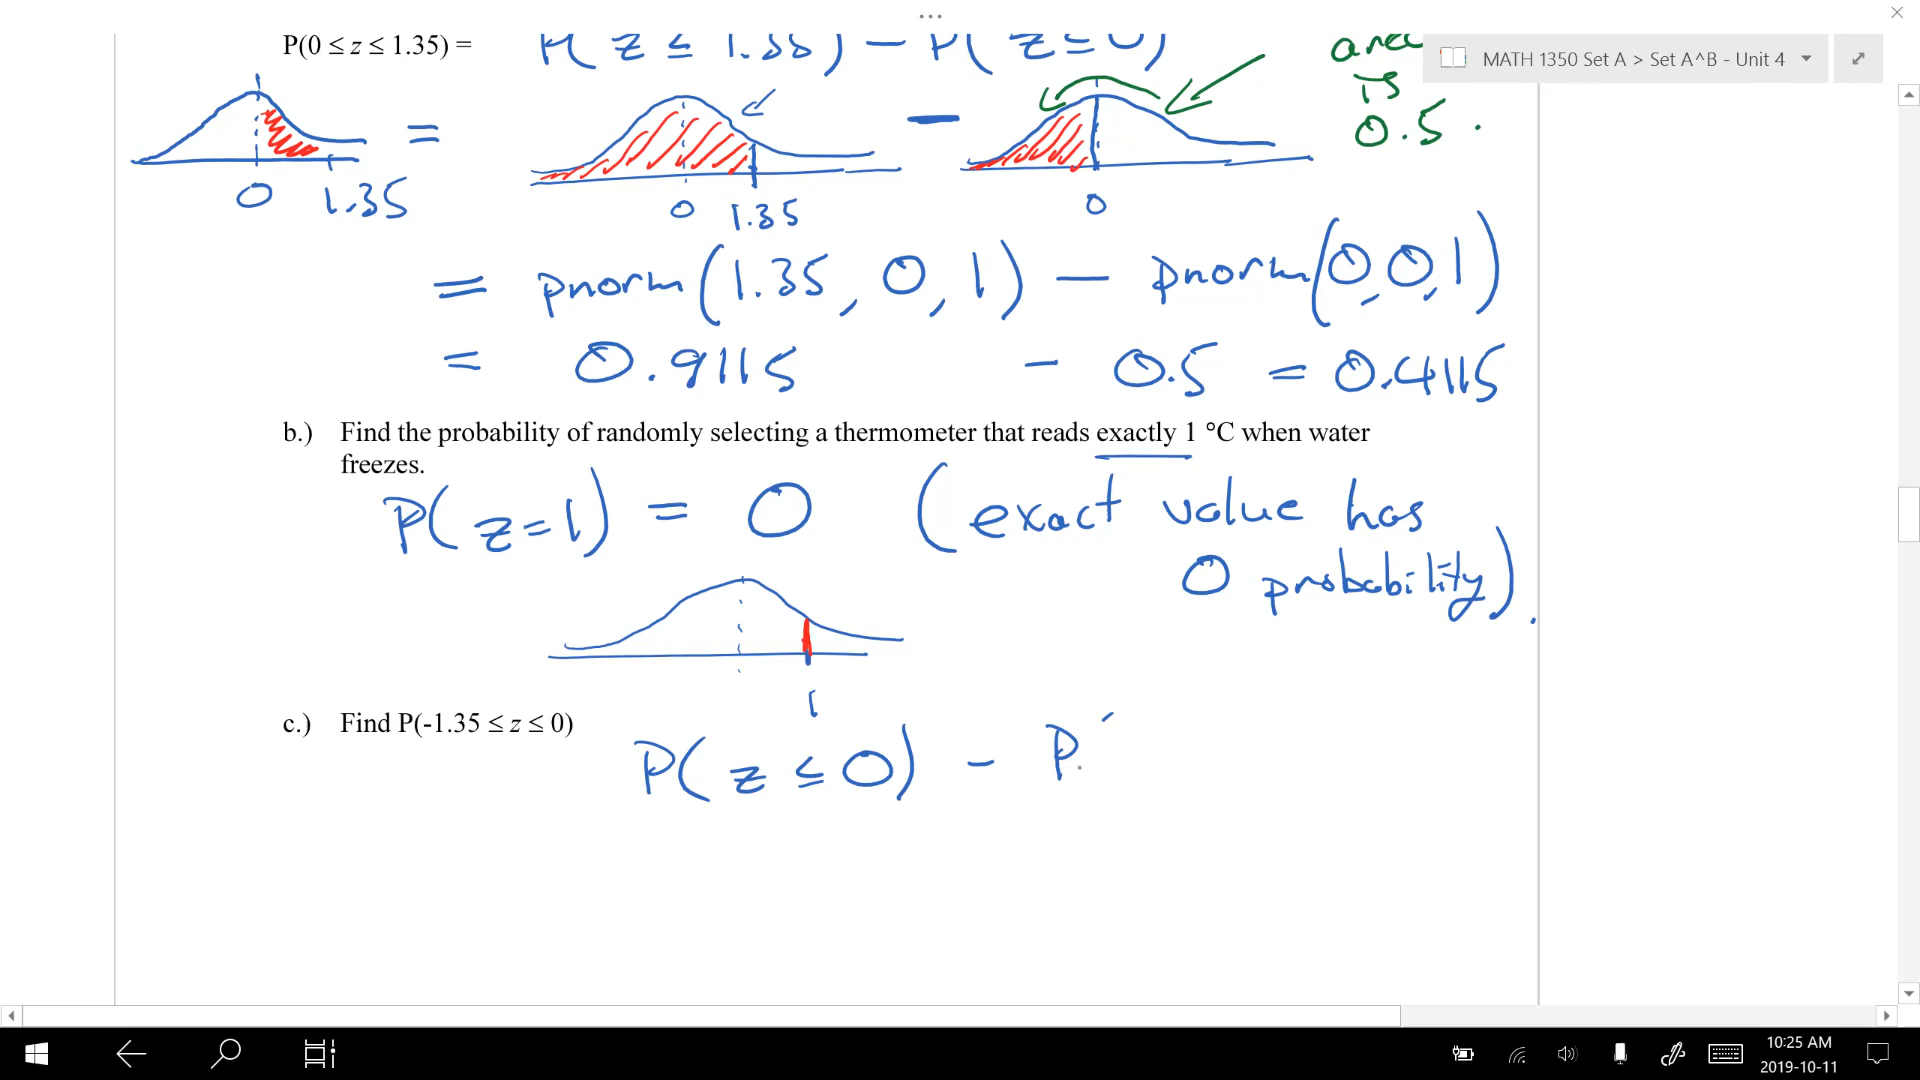 P(0 ≤ z ≤ 1.35) = P( z ≤ 1.35 ) − P( z ≤ 0 )
area
is
0.5.
MATH 1350 Set A > Set A^B - Unit 4
=
−
0 1.35
0 1.35
0
= pnorm(1.35, 0, 1) − pnorm(0, 0, 1)
= 0.9115 - 0.5 = 0.4115
b.) Find the probability of randomly selecting a thermometer that reads exactly 1 °C when water
freezes.
P( z = 1) = 0 (exact value has
0 probability).
1
c.) Find P(-1.35 ≤ z ≤ 0)
P( z ≤ 0) - P
10:25 AM
2019-10-11